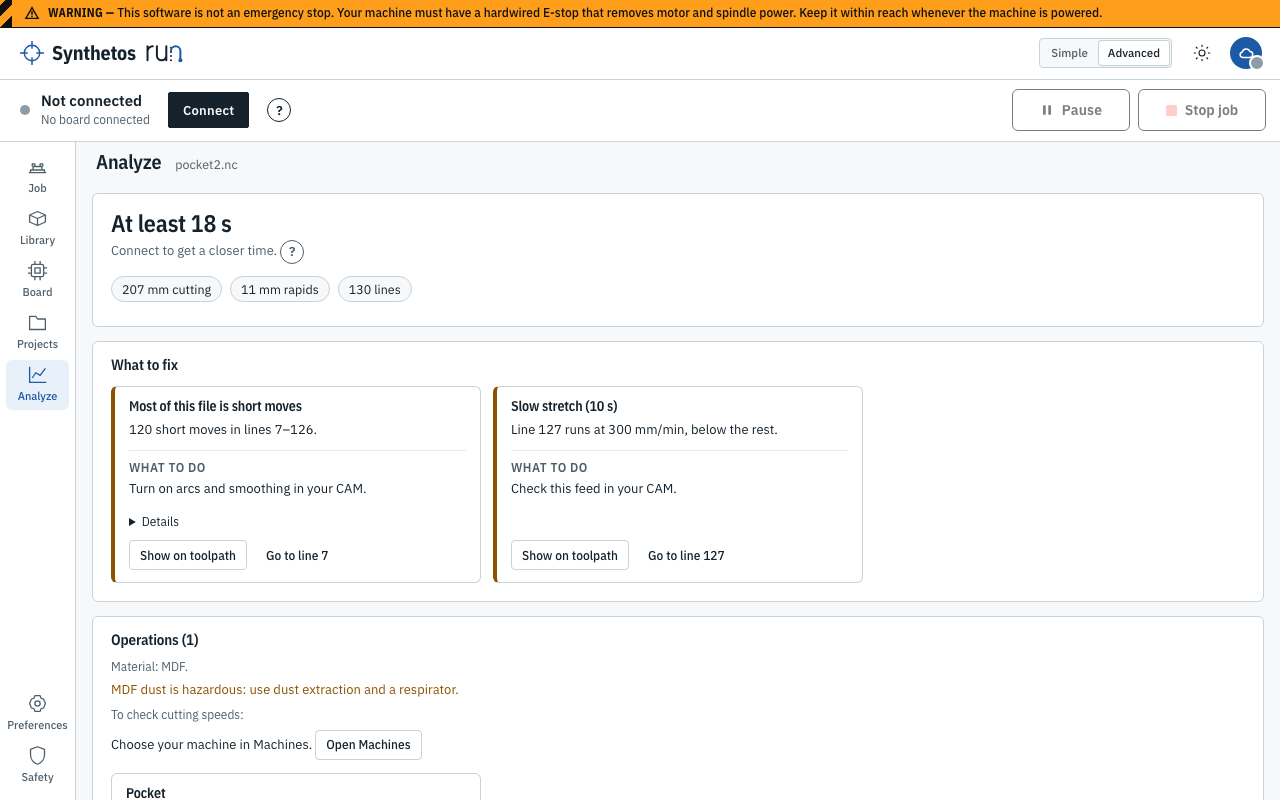 WARNING — This software is not an emergency stop. Your machine must have a hardwired E-stop that removes motor and spindle power. Keep it within reach whenever the machine is powered.
Synthetos run
Simple
Advanced
Not connected
No board connected
Connect
?
Pause
Stop job
Job
Library
Board
Projects
Analyze
Preferences
Safety
Analyze pocket2.nc
At least 18 s
Connect to get a closer time. ?
207 mm cutting
11 mm rapids
130 lines
What to fix
Most of this file is short moves
120 short moves in lines 7–126.
WHAT TO DO
Turn on arcs and smoothing in your CAM.
Details
Show on toolpath
Go to line 7
Slow stretch (10 s)
Line 127 runs at 300 mm/min, below the rest.
WHAT TO DO
Check this feed in your CAM.
Show on toolpath
Go to line 127
Operations (1)
Material: MDF.
MDF dust is hazardous: use dust extraction and a respirator.
To check cutting speeds:
Choose your machine in Machines. Open Machines
Pocket